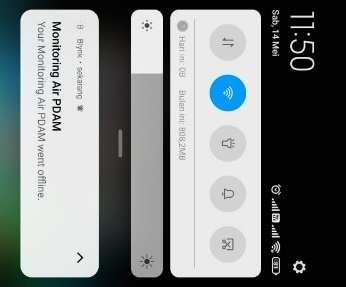 11:50
Sab, 14 Mei
Hari ini: 0B Bulan ini: 808,2MB
Blynk • sekarang
Monitoring Air PDAM
Your Monitoring Air PDAM went offline.